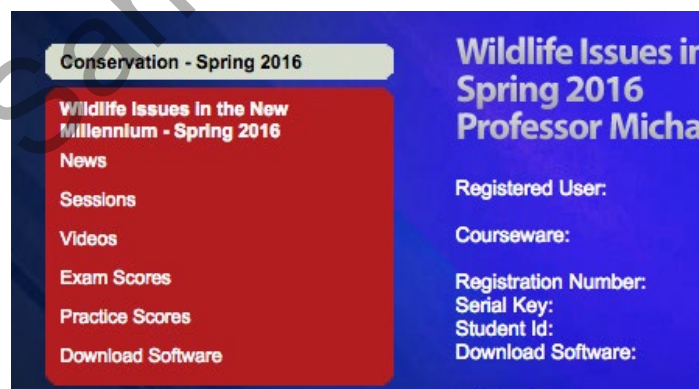 Conservation - Spring 2016
Wildlife Issues in the New
Millennium - Spring 2016
News
Sessions
Videos
Exam Scores
Practice Scores
Download Software
Wildlife Issues in
Spring 2016
Professor Micha
Registered User:
Courseware:
Registration Number:
Serial Key:
Student Id:
Download Software: